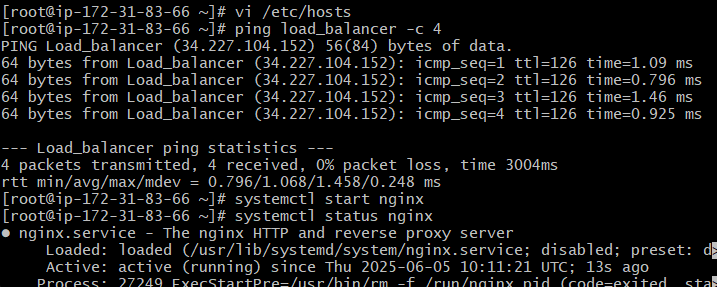 [root@ip-172-31-83-66 ~]# vi /etc/hosts
[root@ip-172-31-83-66 ~]# ping load_balancer -c 4
PING Load_balancer (34.227.104.152) 56(84) bytes of data.
64 bytes from Load_balancer (34.227.104.152): icmp_seq=1 ttl=126 time=1.09 ms
64 bytes from Load_balancer (34.227.104.152): icmp_seq=2 ttl=126 time=0.796 ms
64 bytes from Load_balancer (34.227.104.152): icmp_seq=3 ttl=126 time=1.46 ms
64 bytes from Load_balancer (34.227.104.152): icmp_seq=4 ttl=126 time=0.925 ms
--- Load_balancer ping statistics ---
4 packets transmitted, 4 received, 0% packet loss, time 3004ms
rtt min/avg/max/mdev = 0.796/1.068/1.458/0.248 ms
[root@ip-172-31-83-66 ~]# systemctl start nginx
[root@ip-172-31-83-66 ~]# systemctl status nginx
● nginx.service - The nginx HTTP and reverse proxy server
Loaded: loaded (/usr/lib/systemd/system/nginx.service; disabled; preset: d>
Active: active (running) since Thu 2025-06-05 10:11:21 UTC; 13s ago
Process: 27249 ExecStartPre=/usr/bin/rm -f /run/nginx.pid (code=exited, sta>